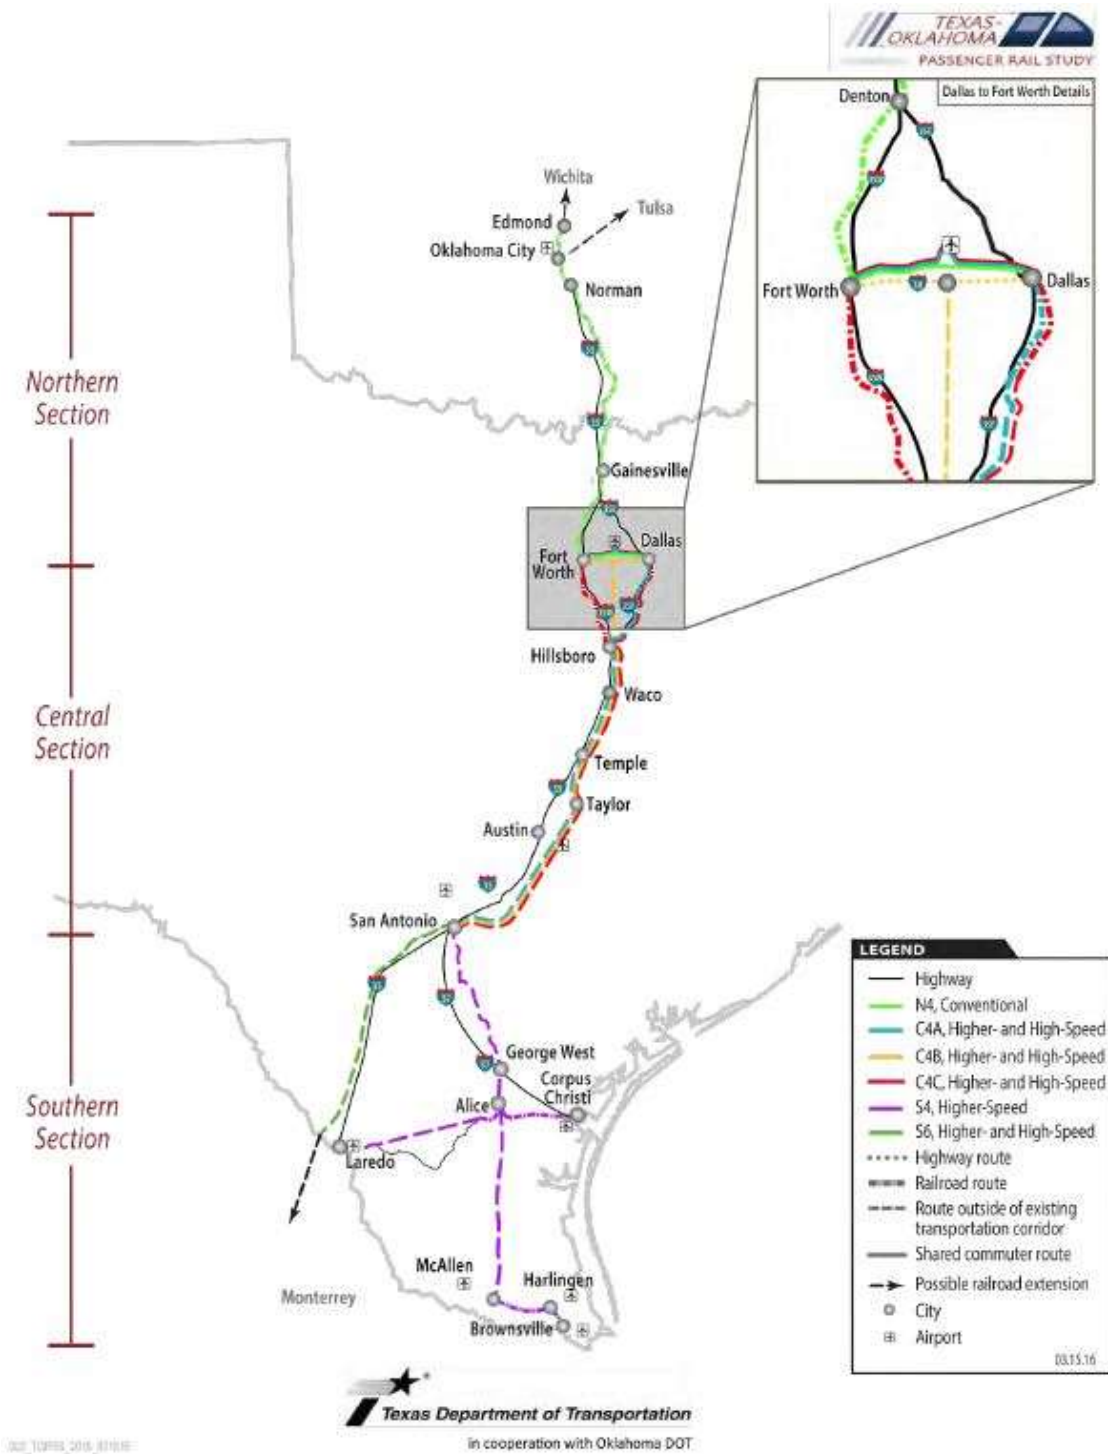 TEXAS-
OKLAHOMA
PASSENGER RAIL STUDY
Dallas to Fort Worth Details
Denton
Fort Worth
Dallas
Wichita
Tulsa
Edmond
Oklahoma City
Norman
Northern
Section
Gainesville
Fort
Worth
Dallas
Hillsboro
Waco
Central
Section
Temple
Taylor
Austin
San Antonio
George West
Corpus
Christi
Alice
Southern
Section
Laredo
McAllen
Harlingen
Monterrey
Brownsville
LEGEND
Highway
N4, Conventional
C4A, Higher- and High-Speed
C4B, Higher- and High-Speed
C4C, Higher- and High-Speed
S4, Higher-Speed
S6, Higher- and High-Speed
Highway route
Railroad route
Route outside of existing
transportation corridor
Shared commuter route
Possible railroad extension
City
Airport
03.15.16
Texas Department of Transportation
in cooperation with Oklahoma DOT